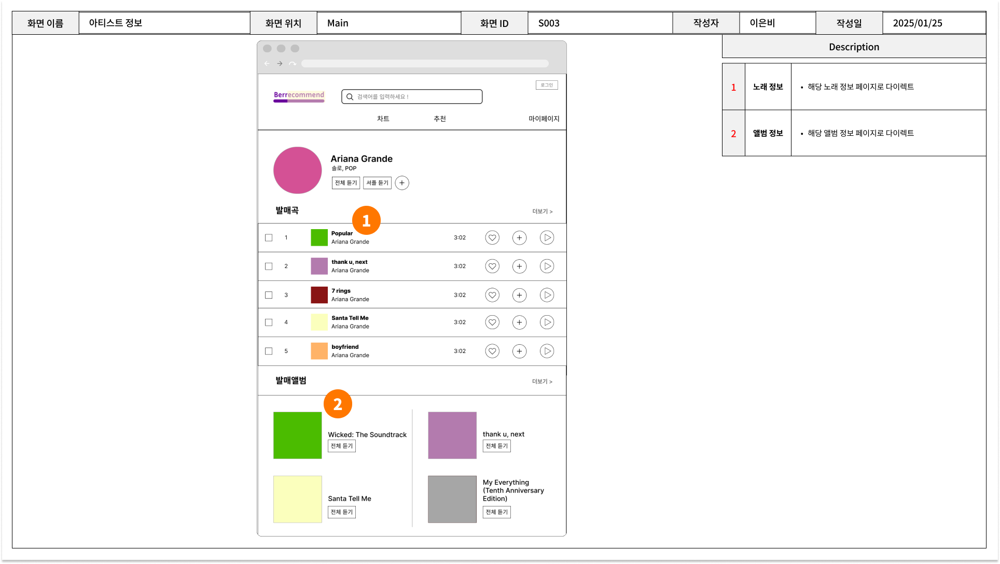 화면 이름 아티스트 정보 화면 위치 Main 화면 ID S003 작성자 이은비 작성일 2025/01/25
Description
1 노래 정보 • 해당 노래 정보 페이지로 다이렉트
2 앨범 정보 • 해당 앨범 정보 페이지로 다이렉트
로그인
Berrecommend
검색어를 입력하세요 !
차트 추천 마이페이지
Ariana Grande
솔로, POP
전체 듣기 셔플 듣기 +
발매곡 더보기 >
1
1 Popular 3:02 +
Ariana Grande
2 thank u, next 3:02 +
Ariana Grande
3 7 rings 3:02 +
Ariana Grande
4 Santa Tell Me 3:02 +
Ariana Grande
5 boyfriend 3:02 +
Ariana Grande
발매앨범 더보기 >
2
Wicked: The Soundtrack
전체 듣기
thank u, next
전체 듣기
Santa Tell Me
전체 듣기
My Everything
(Tenth Anniversary
Edition)
전체 듣기